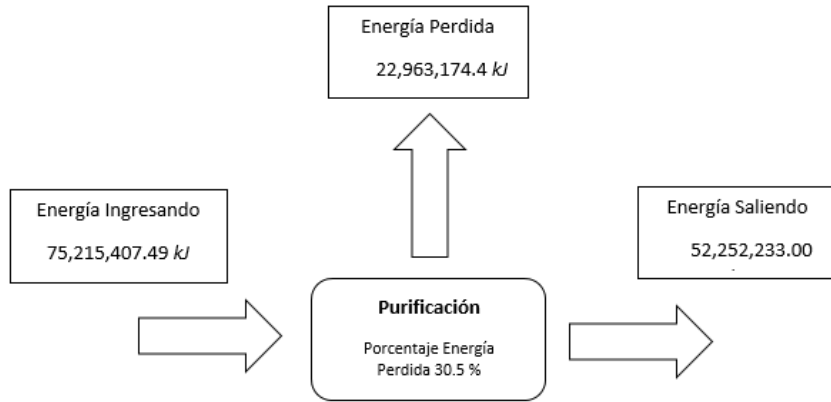 Energía Perdida
22,963,174.4 kJ
Energía Ingresando
75,215,407.49 kJ
Energía Saliendo
52,252,233.00
Purificación
Porcentaje Energía
Perdida 30.5 %